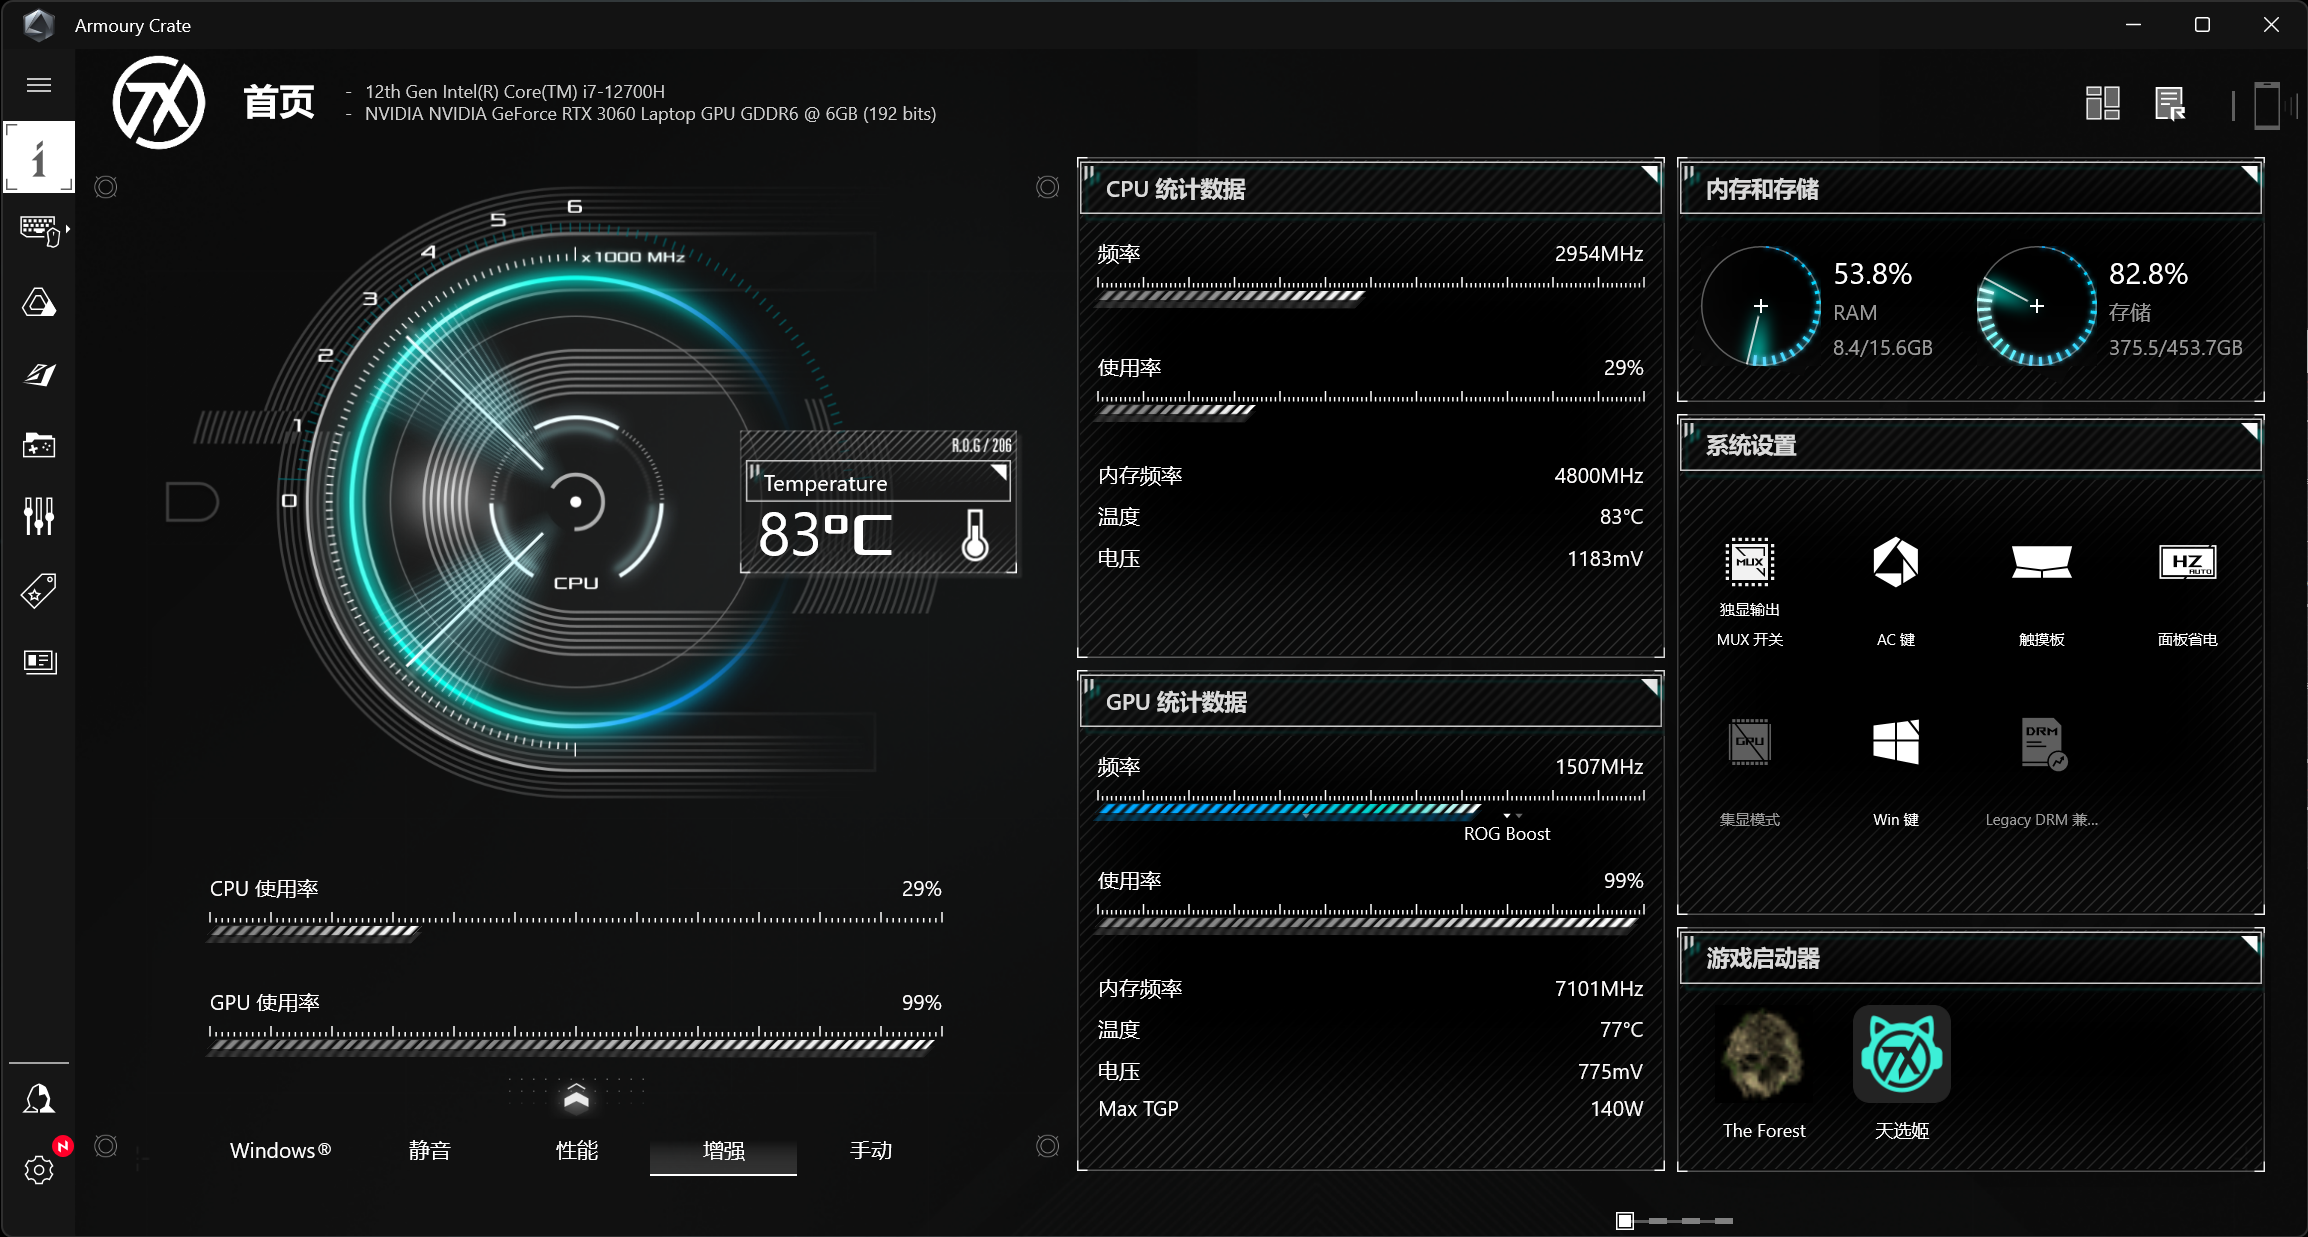 Armoury Crate
首页
- 12th Gen Intel(R) Core(TM) i7-12700H
- NVIDIA NVIDIA GeForce RTX 3060 Laptop GPU GDDR6 @ 6GB (192 bits)
6
5
4
3
2
1
0
x1000 MHz
CPU
R.O.G / 286
Temperature
83°C
CPU 使用率 29%
GPU 使用率 99%
Windows® 静音 性能 增强 手动
CPU 统计数据
频率 2954MHz
使用率 29%
内存频率 4800MHz
温度 83°C
电压 1183mV
GPU 统计数据
频率 1507MHz
ROG Boost
使用率 99%
内存频率 7101MHz
温度 77°C
电压 775mV
Max TGP 140W
内存和存储
53.8%
RAM
8.4/15.6GB
82.8%
存储
375.5/453.7GB
系统设置
MUX
HZ
AUTO
独显输出
MUX 开关 AC 键 触摸板 面板省电
GPU
DRM
集显模式 Win 键 Legacy DRM 兼...
游戏启动器
The Forest 天选姬
N